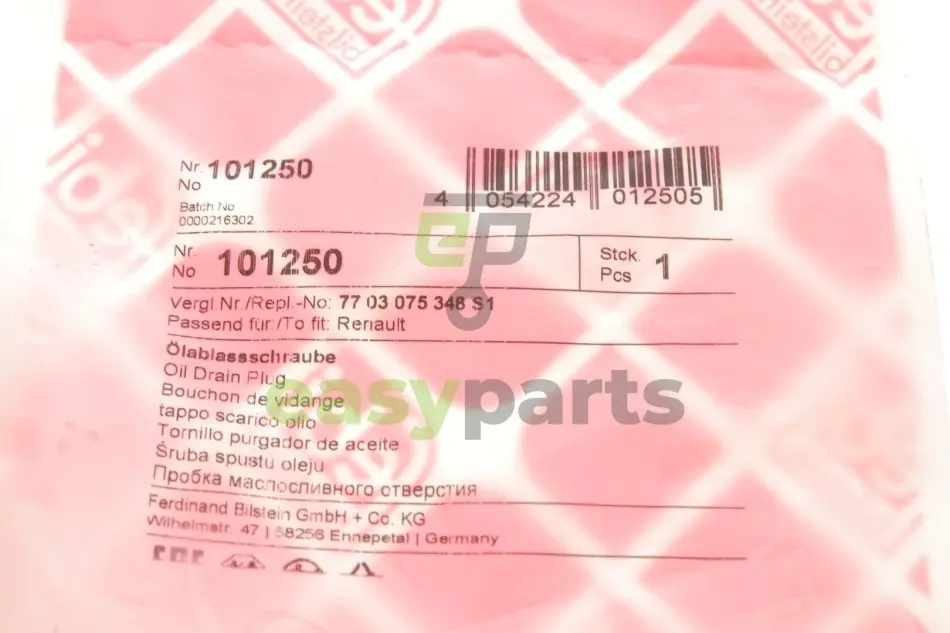 Nr. 101250
No
Batch No
0000216302
4 054224 012505
Nr.
No 101250
Stck.
Pcs 1
Vergl.Nr./Repl.-No: 77 03 075 348 S1
Passend für:/To fit: Renault
Ölablassschraube
Oil Drain Plug
Bouchon de vidange
tappo scarico olio
Tornillo purgador de aceite
Śruba spustu oleju
Пробка маслосливного отверстия
Ferdinand Bilstein GmbH + Co. KG
Wilhelmstr. 47 | 58256 Ennepetal | Germany
ep
easyparts
febi
bilstein